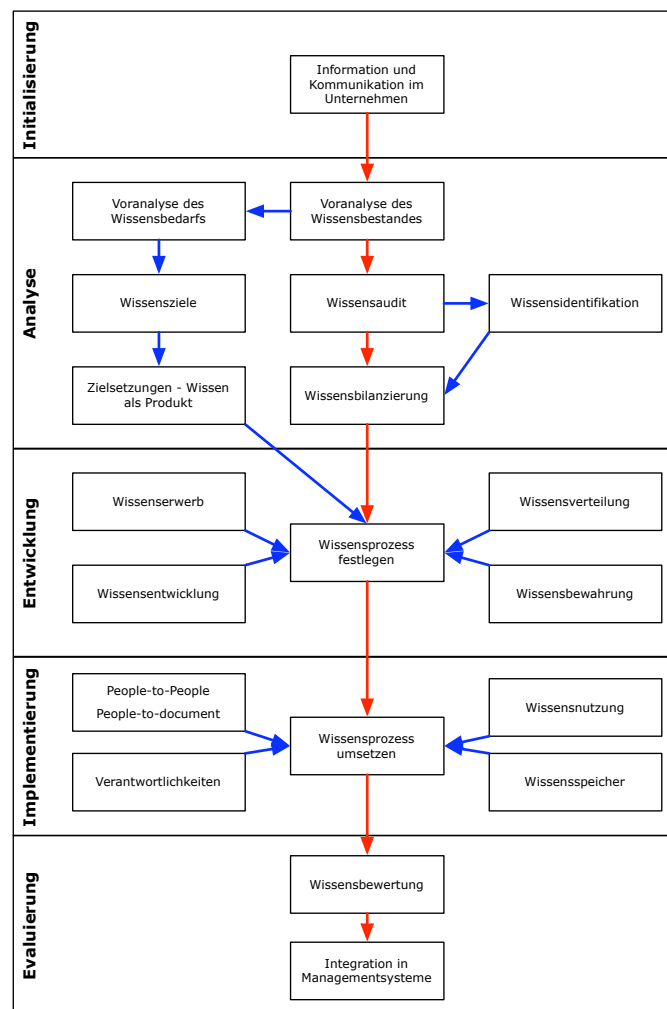 Initialisierung
Information und
Kommunikation im
Unternehmen
Analyse
Voranalyse des
Wissensbedarfs
Voranalyse des
Wissensbestandes
Wissensziele
Wissensaudit
Wissensidentifikation
Zielsetzungen - Wissen
als Produkt
Wissensbilanzierung
Entwicklung
Wissenserwerb
Wissensverteilung
Wissensprozess
festlegen
Wissensentwicklung
Wissensbewahrung
Implementierung
People-to-People
People-to-document
Wissensnutzung
Wissensprozess
umsetzen
Verantwortlichkeiten
Wissensspeicher
Evaluierung
Wissensbewertung
Integration in
Managementsysteme